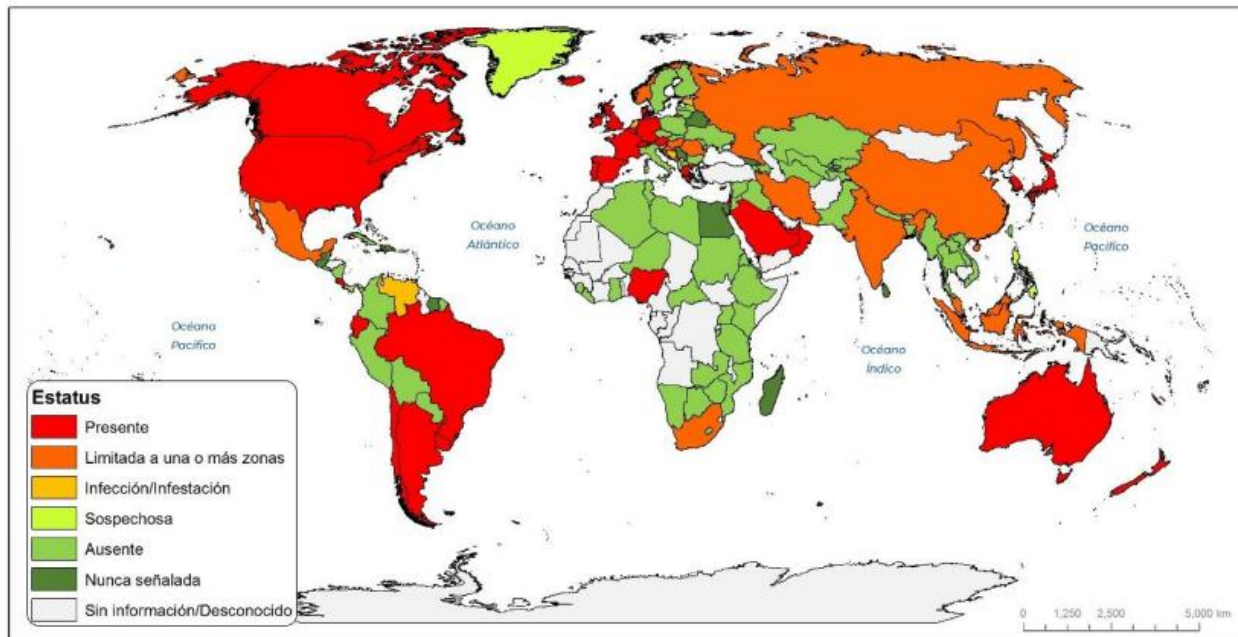 Océano
Atlántico
Océano
Pacífico
Océano
Pacífico
Océano
Índico
Estatus
Presente
Limitada a una o más zonas
Infección/Infestación
Sospechosa
Ausente
Nunca señalada
Sin información/Desconocido
0 1,250 2,500 5,000 km